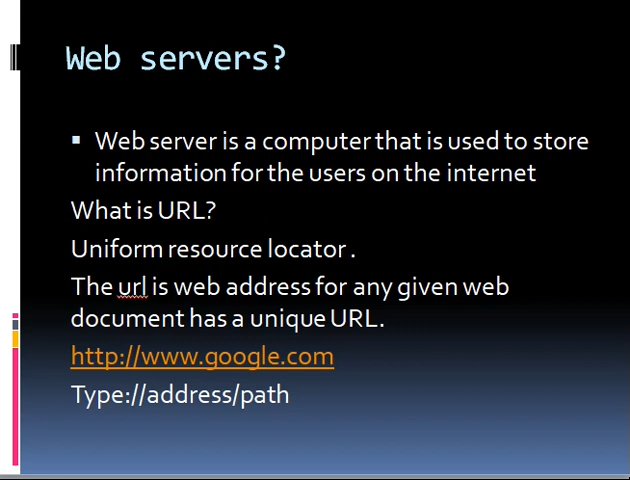 Web servers?
▪ Web server is a computer that is used to store
information for the users on the internet
What is URL?
Uniform resource locator .
The url is web address for any given web
document has a unique URL.
http://www.google.com
Type://address/path